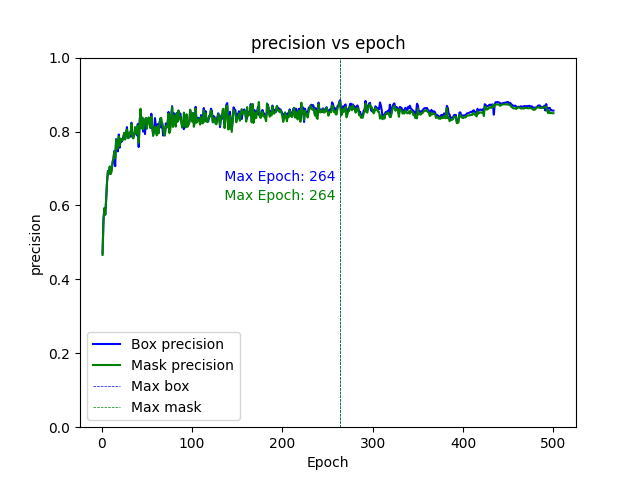 precision vs epoch
1.0
0.8
0.6
0.4
0.2
0.0
precision
Max Epoch: 264
Max Epoch: 264
Box precision
Mask precision
Max box
Max mask
0 100 200 300 400 500
Epoch